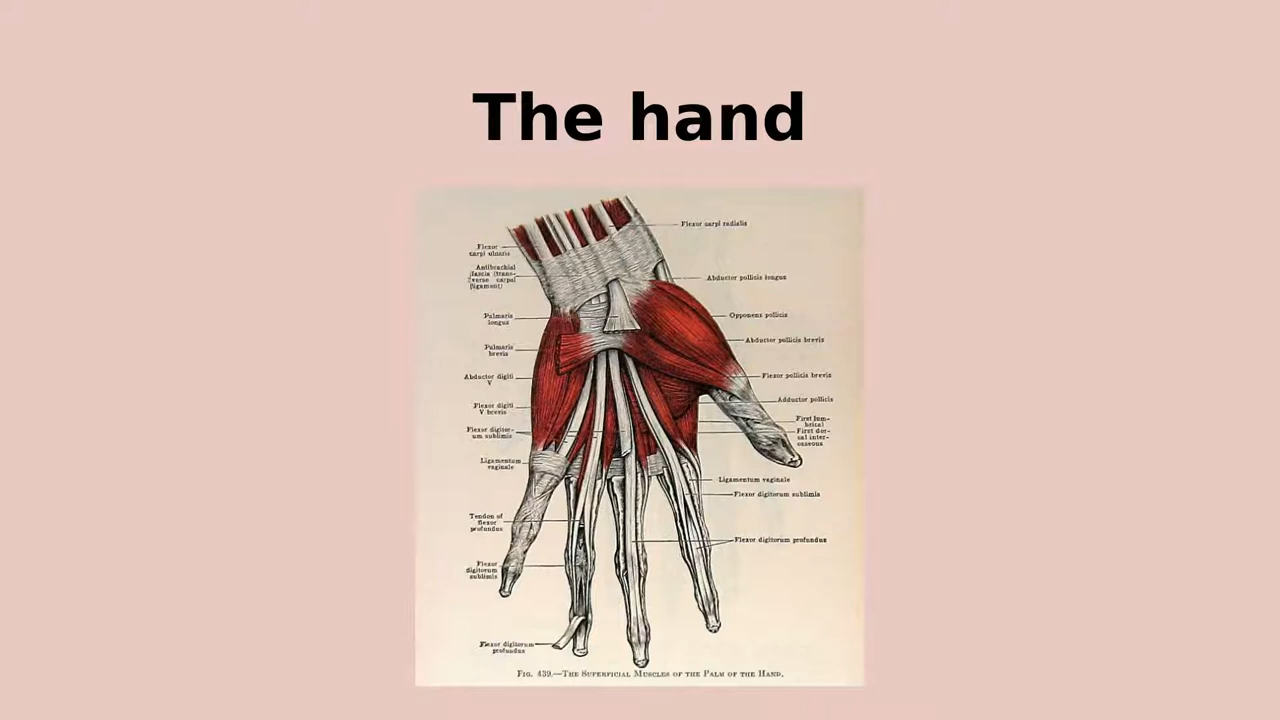 The hand
Flexor carpi radialis
Flexor
carpi ulnaris
Antibrachial
fascia (trans-
verse carpal
ligament)
Abductor pollicis longus
Palmaris
longus
Opponens pollicis
Abductor pollicis brevis
Palmaris
brevis
Abductor digiti
V
Flexor pollicis brevis
Adductor pollicis
Flexor digiti
V brevis
First lum-
brical
First dor-
sal inter-
osseous
Flexor digitor-
um sublimis
Ligamentum
vaginale
Ligamentum vaginale
Flexor digitorum sublimis
Tendon of
flexor
profundus
Flexor digitorum profundus
Flexor
digitorum
sublimis
Flexor digitorum
profundus
Fig. 439.—The Superficial Muscles of the Palm of the Hand.